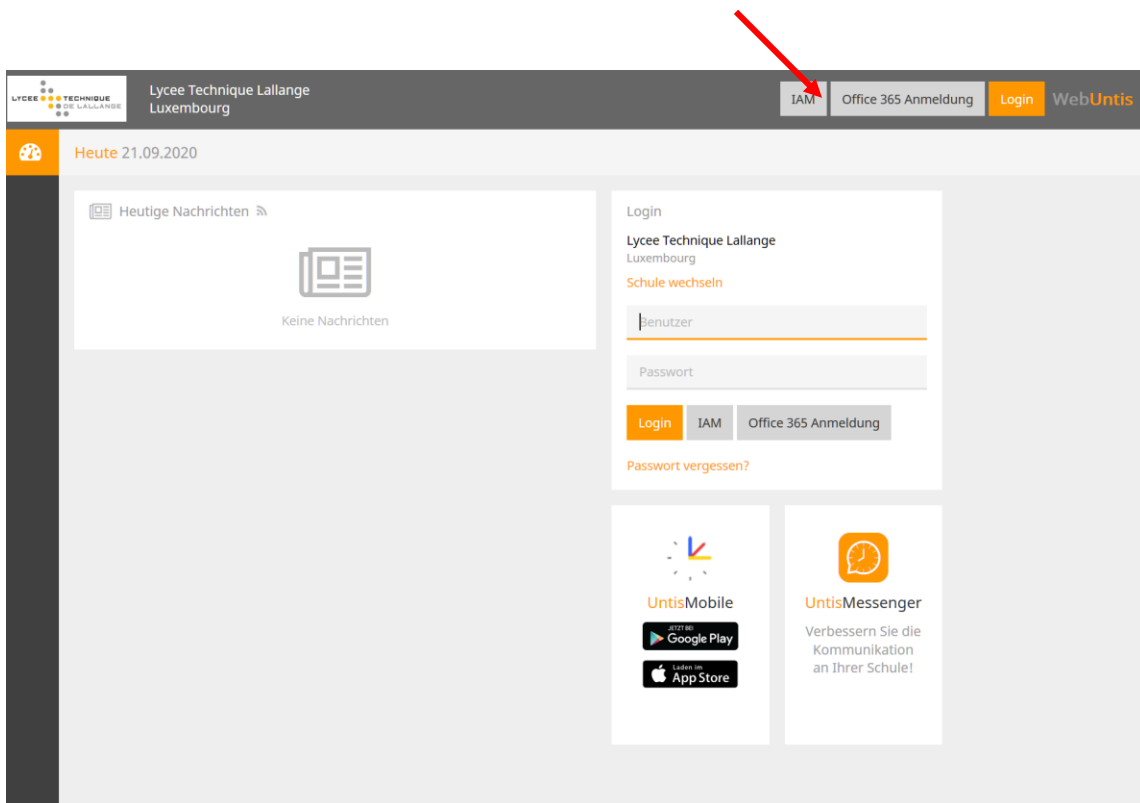 LYCEE TECHNIQUE
DE LALLANGE
Lycee Technique Lallange
Luxembourg
IAM
Office 365 Anmeldung
Login
WebUntis
Heute 21.09.2020
Heutige Nachrichten
Keine Nachrichten
Login
Lycee Technique Lallange
Luxembourg
Schule wechseln
Benutzer
Passwort
Login
IAM
Office 365 Anmeldung
Passwort vergessen?
UntisMobile
JETZT BEI
Google Play
Laden im
App Store
UntisMessenger
Verbessern Sie die
Kommunikation
an Ihrer Schule!